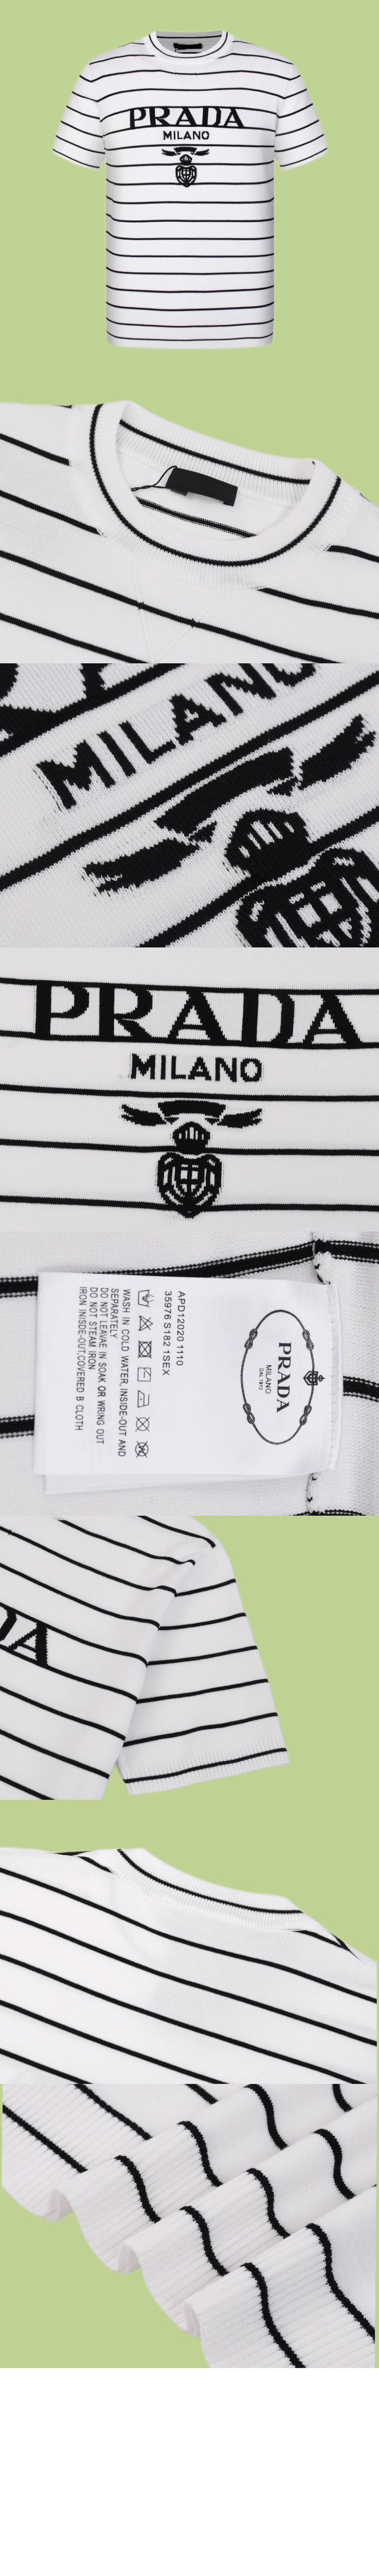 PRADA
MILANO
MILANO
PRADA
MILANO
PRADA
MILANO
DAL 1913
APD12020 1110
35976 S182 1SEX
WASH IN COLD WATER, INSIDE-OUT AND
SEPARATELY
DO NOT LEAVAE IN SOAK OR WRING OUT
DO NOT STEAM IRON
IRON INISDE-OUT,COVERED B CLOTH
DA